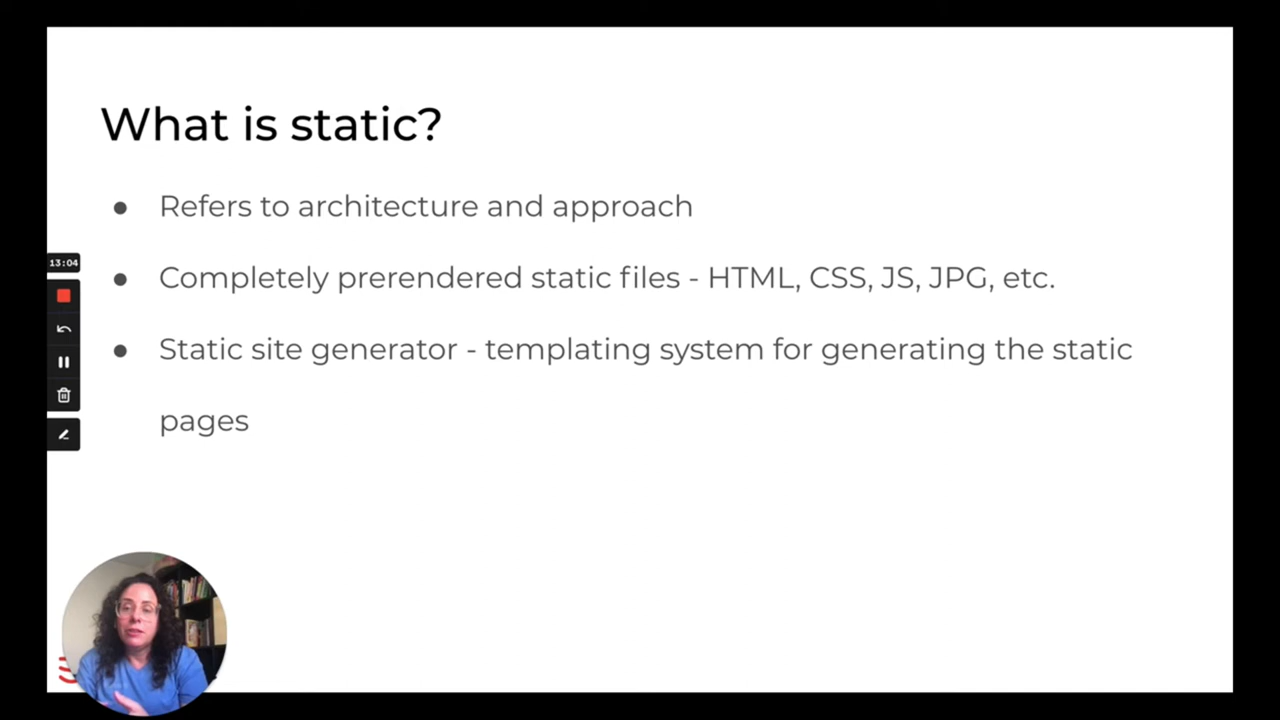 What is static?
● Refers to architecture and approach
● Completely prerendered static files - HTML, CSS, JS, JPG, etc.
● Static site generator - templating system for generating the static
pages
13:04